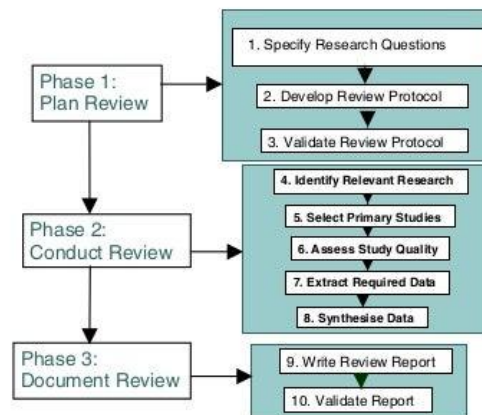 Phase 1:
Plan Review
1. Specify Research Questions
2. Develop Review Protocol
3. Validate Review Protocol
Phase 2:
Conduct Review
4. Identify Relevant Research
5. Select Primary Studies
6. Assess Study Quality
7. Extract Required Data
8. Synthesise Data
Phase 3:
Document Review
9. Write Review Report
10. Validate Report